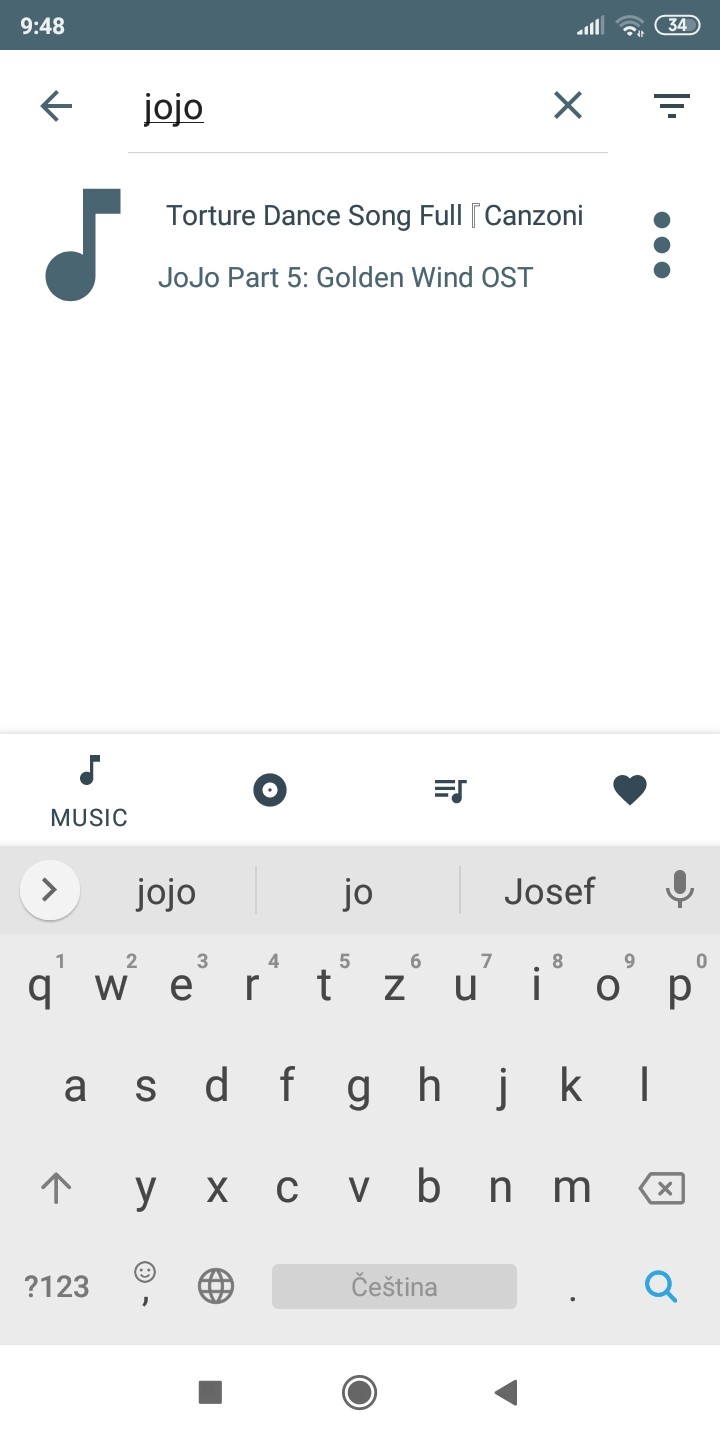 9:48
34
jojo
Torture Dance Song Full『Canzoni
JoJo Part 5: Golden Wind OST
MUSIC
jojo jo Josef
1 2 3 4 5 6 7 8 9 0
q w e r t z u i o p
a s d f g h j k l
y x c v b n m
?123 , Čeština .